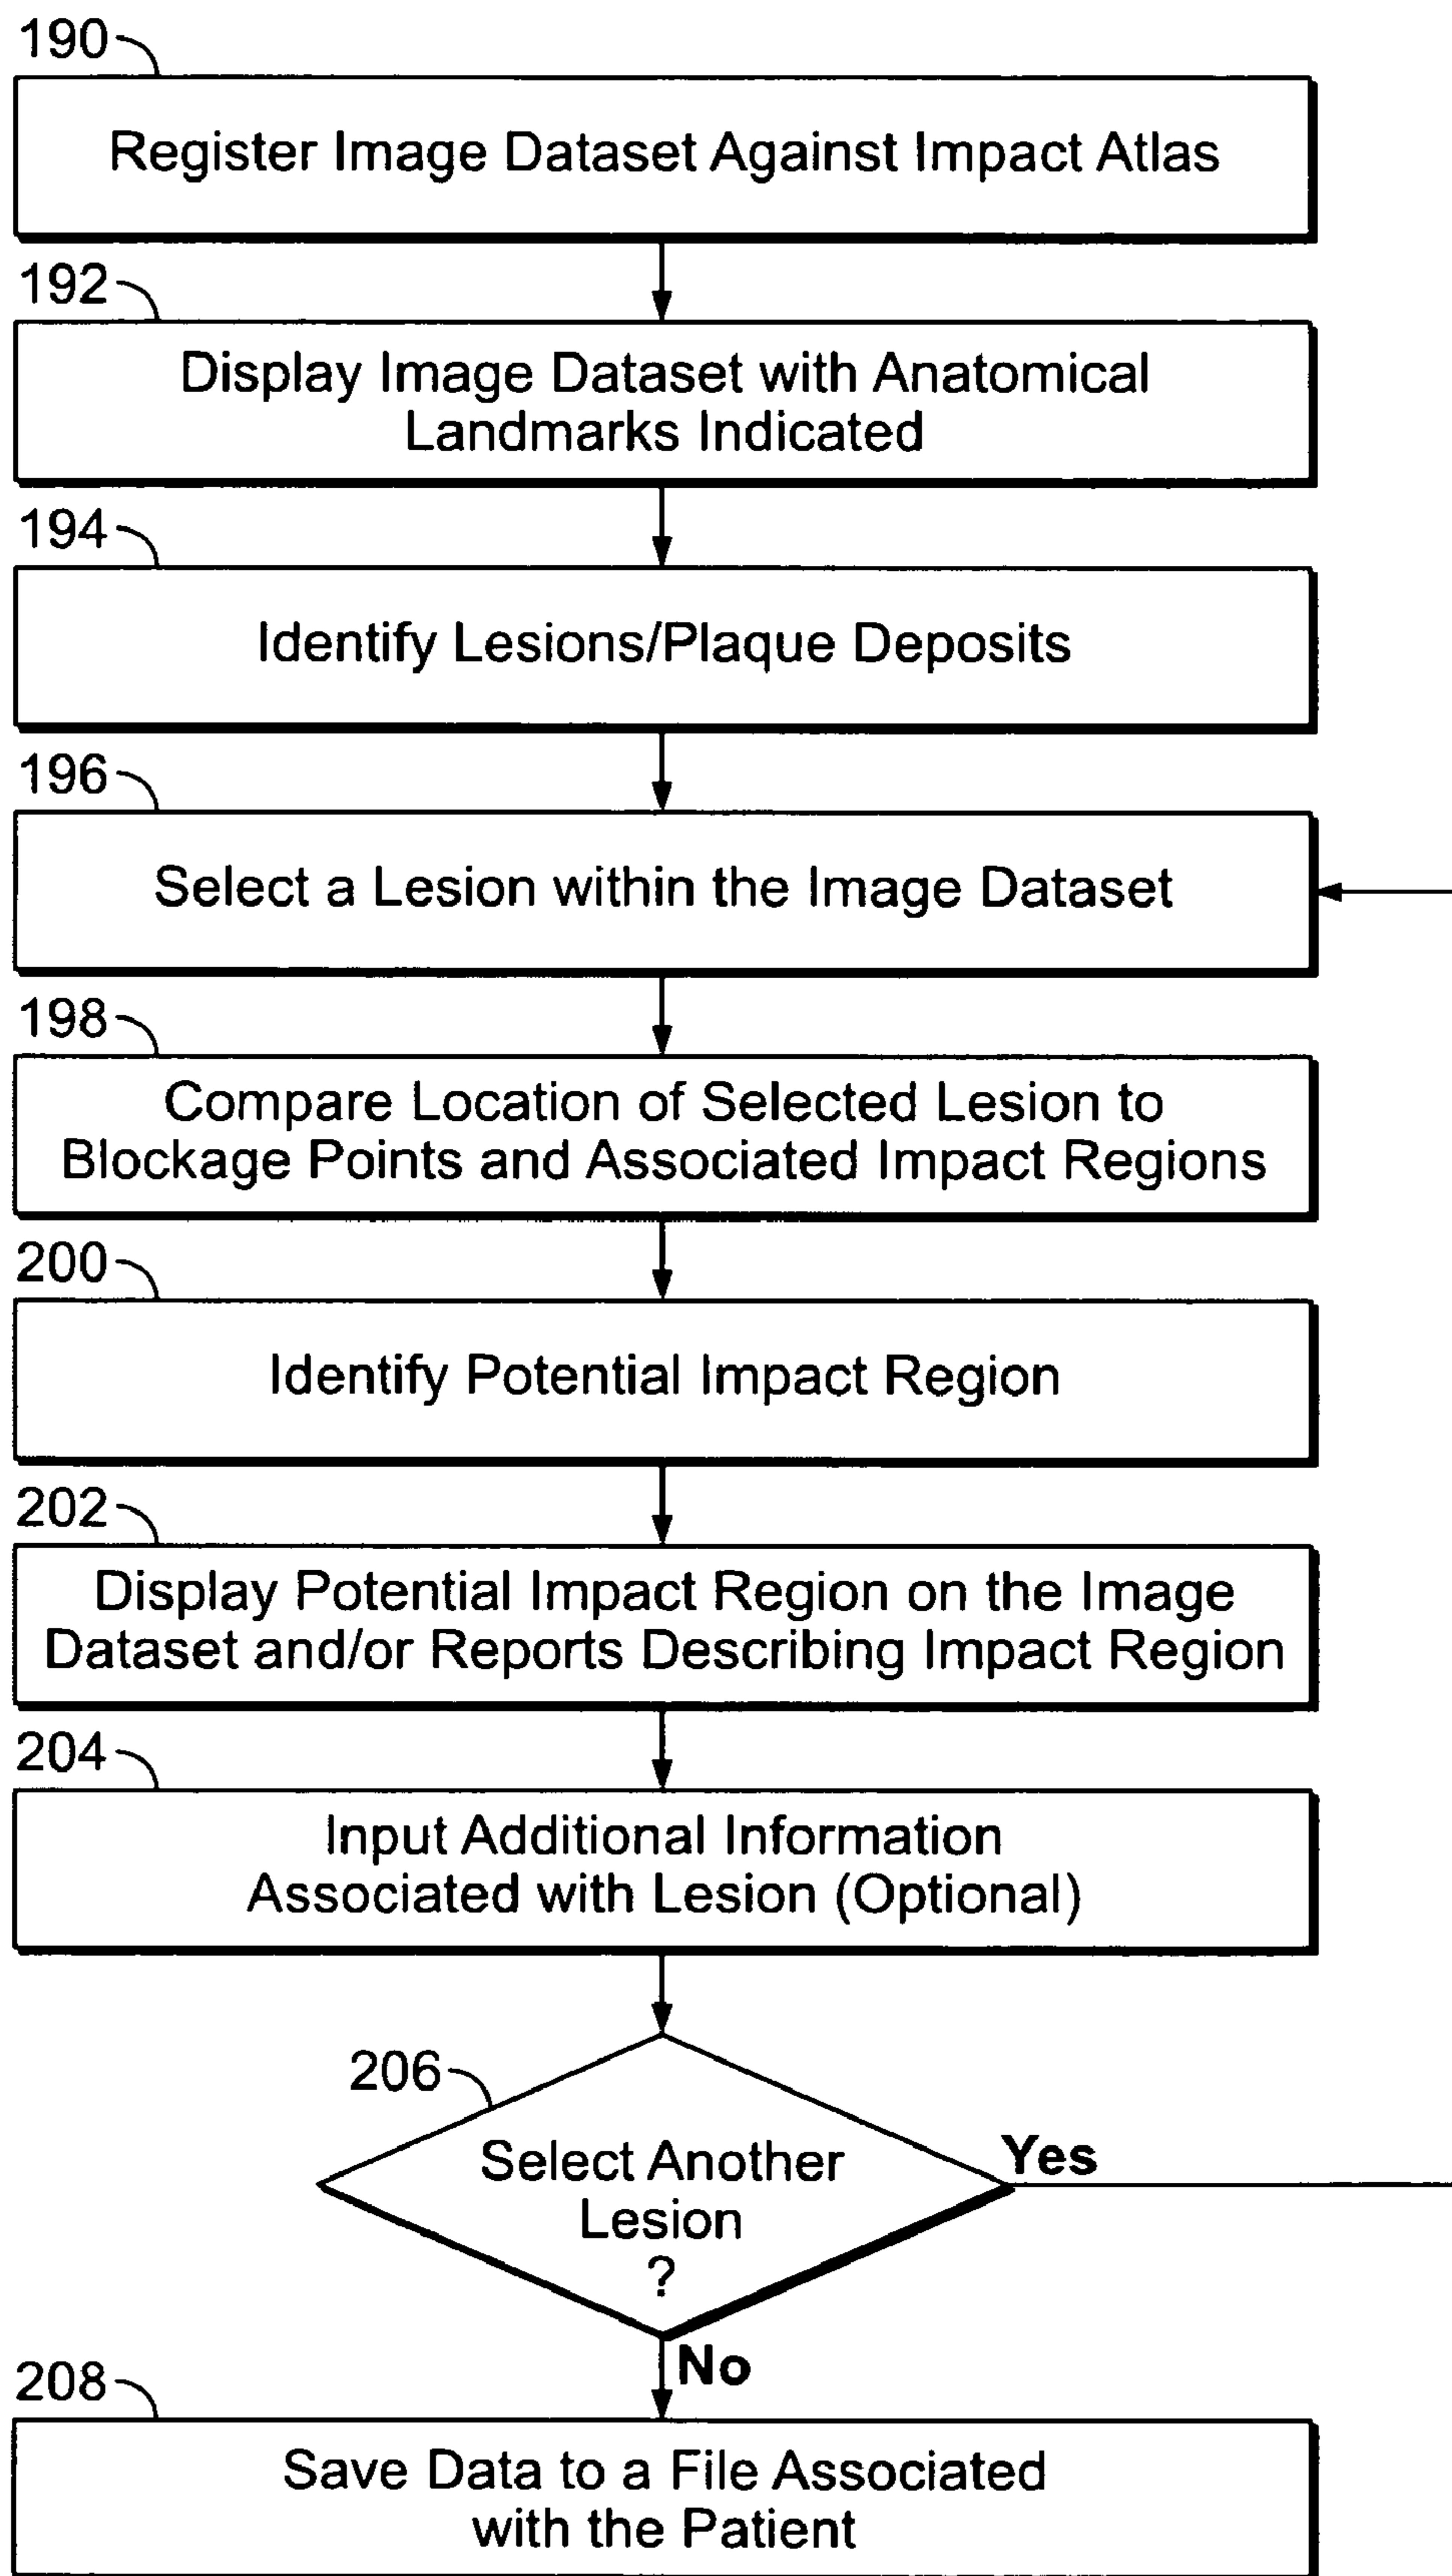 190
Register Image Dataset Against Impact Atlas
192
Display Image Dataset with Anatomical
Landmarks Indicated
194
Identify Lesions/Plaque Deposits
196
Select a Lesion within the Image Dataset
198
Compare Location of Selected Lesion to
Blockage Points and Associated Impact Regions
200
Identify Potential Impact Region
202
Display Potential Impact Region on the Image
Dataset and/or Reports Describing Impact Region
204
Input Additional Information
Associated with Lesion (Optional)
206
Select Another
Lesion
?
Yes
No
208
Save Data to a File Associated
with the Patient